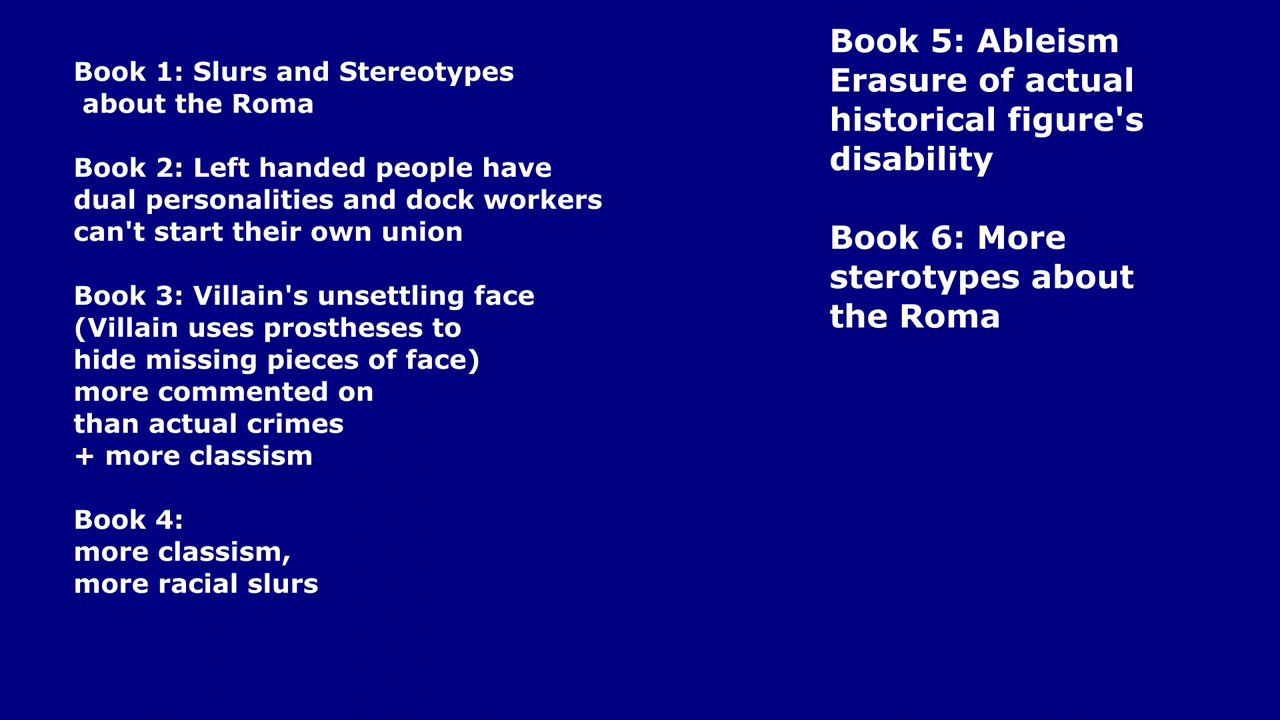 Book 1: Slurs and Stereotypes
about the Roma
Book 2: Left handed people have
dual personalities and dock workers
can't start their own union
Book 3: Villain's unsettling face
(Villain uses prostheses to
hide missing pieces of face)
more commented on
than actual crimes
+ more classism
Book 4:
more classism,
more racial slurs
Book 5: Ableism
Erasure of actual
historical figure's
disability
Book 6: More
sterotypes about
the Roma